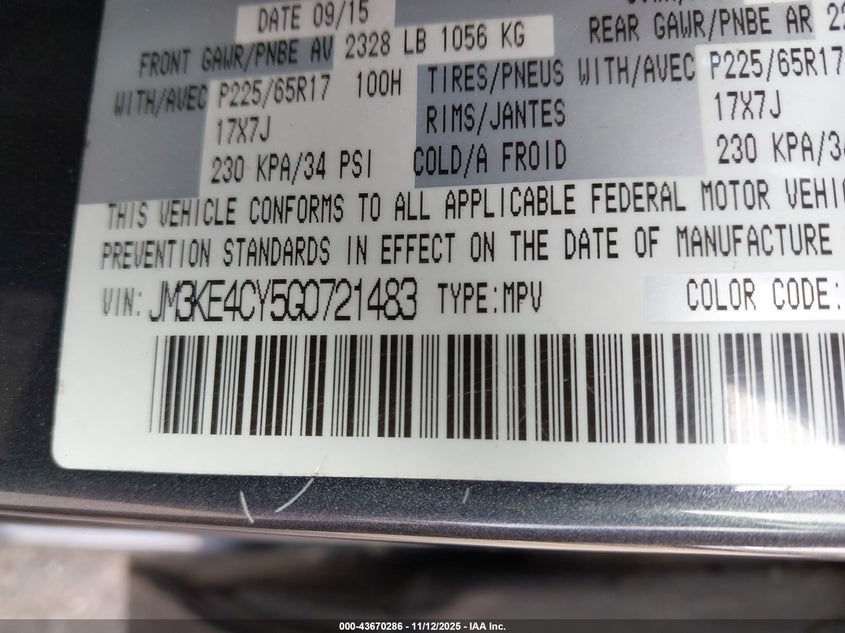 DATE 09/15
FRONT GAWR/PNBE AV 2328 LB 1056 KG
REAR GAWR/PNBE AR
WITH/AVEC P225/65R17 100H TIRES/PNEUS WITH/AVEC P225/65R17
17X7J RIMS/JANTES 17X7J
230 KPA/34 PSI COLD/A FROID 230 KPA/
THIS VEHICLE CONFORMS TO ALL APPLICABLE FEDERAL MOTOR
PREVENTION STANDARDS IN EFFECT ON THE DATE OF MANUFACTURE
VIN: JM3KE4CY5G0721483 TYPE:MPV COLOR CODE:
000-43670286 - 11/12/2025 - IAA Inc.